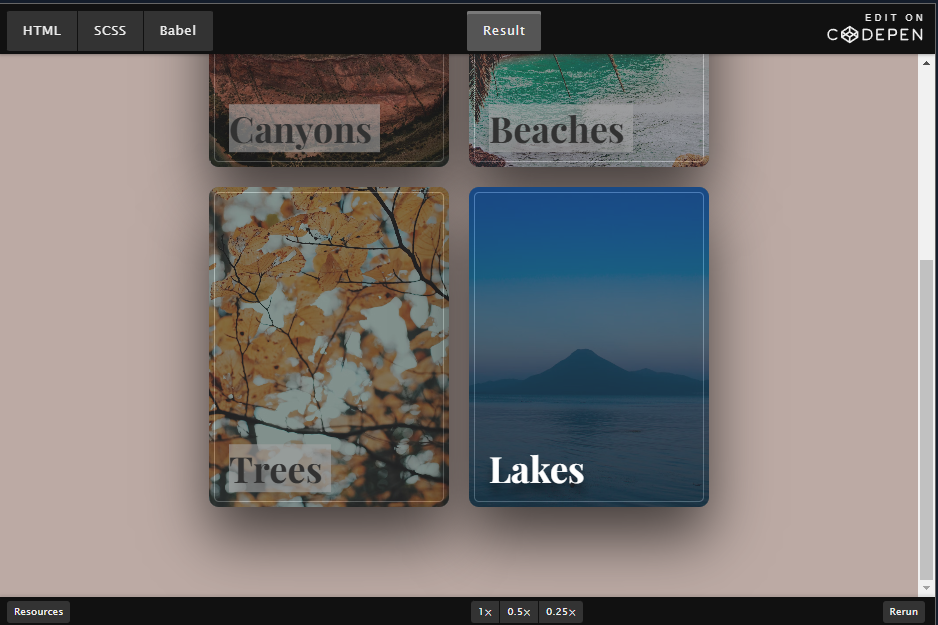 HTML SCSS Babel Result EDIT ON
CODEPEN
Canyons Beaches
Trees Lakes
Resources 1× 0.5× 0.25× Rerun